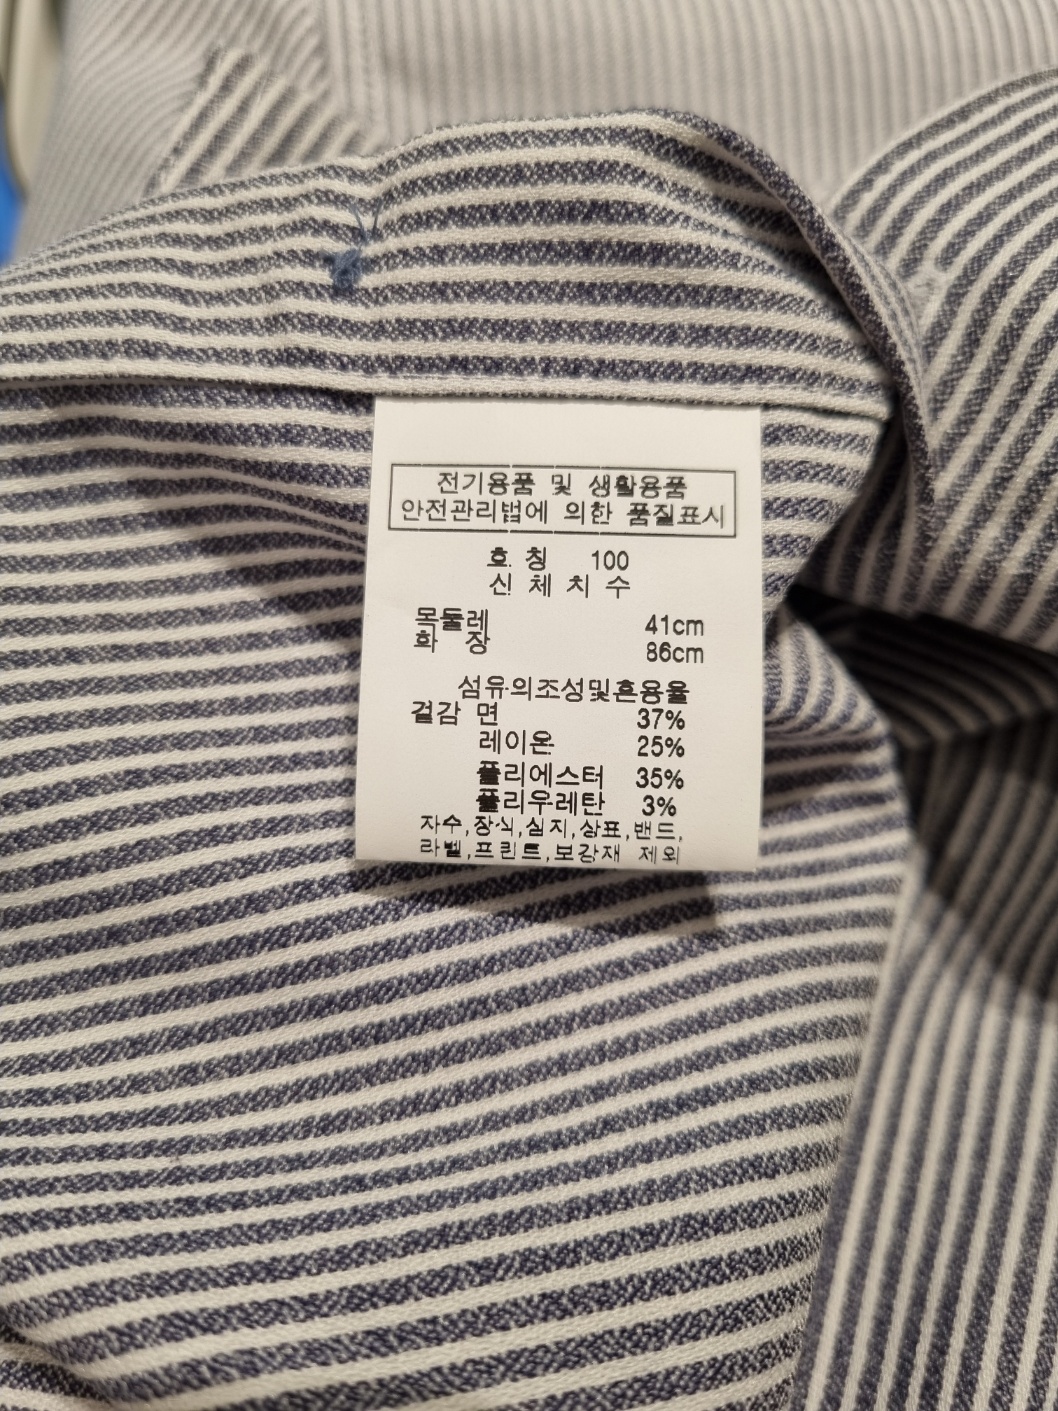 전기용품 및 생활용품
안전관리법에 의한 품질표시
호 칭 100
신 체 치 수
목둘레 41cm
화 장 86cm
섬유의조성및혼용율
겉감 면 37%
레이온 25%
폴리에스터 35%
폴리우레탄 3%
자수,장식,심지,상표,밴드,
라벨,프린트,보강재 제외